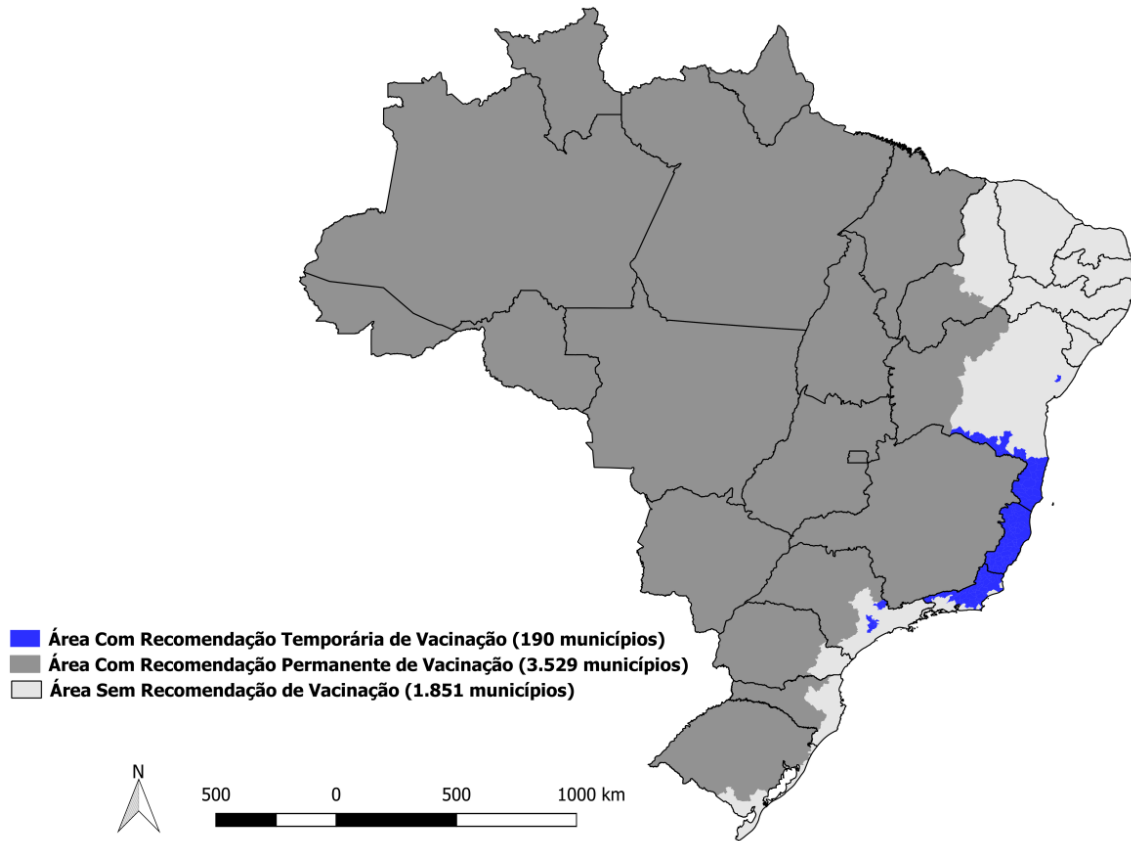 Área Com Recomendação Temporária de Vacinação (190 municípios)
Área Com Recomendação Permanente de Vacinação (3.529 municípios)
Área Sem Recomendação de Vacinação (1.851 municípios)
N
500 0 500 1000 km